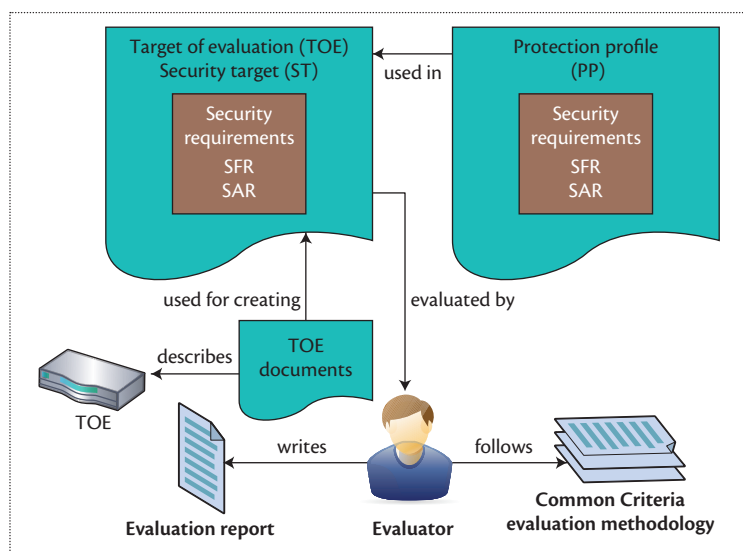 Target of evaluation (TOE)
Security target (ST)
Security
requirements
SFR
SAR
used in
Protection profile
(PP)
Security
requirements
SFR
SAR
used for creating
evaluated by
describes
TOE
documents
TOE
writes
follows
Evaluation report
Evaluator
Common Criteria
evaluation methodology